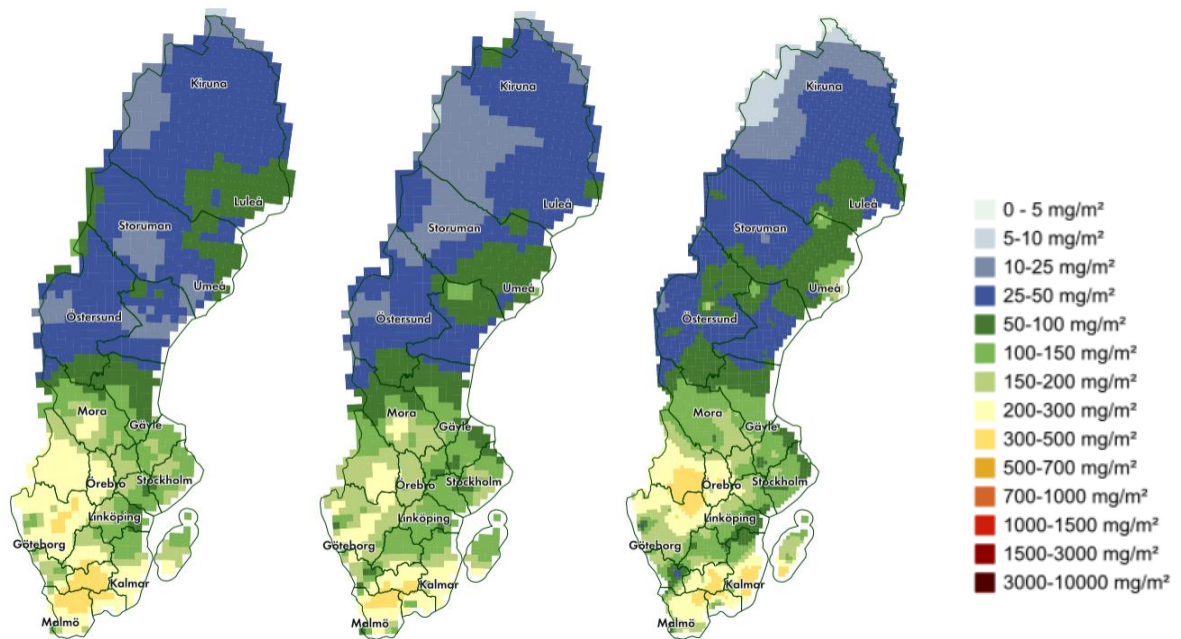 Kiruna
Luleå
Storuman
Umeå
Östersund
Mora
Gävle
Örebro
Stockholm
Linköping
Göteborg
Kalmar
Malmö
Kiruna
Luleå
Storuman
Umeå
Östersund
Mora
Gävle
Örebro
Stockholm
Linköping
Göteborg
Kalmar
Malmö
Kiruna
Luleå
Storuman
Umeå
Östersund
Mora
Gävle
Örebro
Stockholm
Linköping
Göteborg
Kalmar
Malmö
0 - 5 mg/m²
5-10 mg/m²
10-25 mg/m²
25-50 mg/m²
50-100 mg/m²
100-150 mg/m²
150-200 mg/m²
200-300 mg/m²
300-500 mg/m²
500-700 mg/m²
700-1000 mg/m²
1000-1500 mg/m²
1500-3000 mg/m²
3000-10000 mg/m²